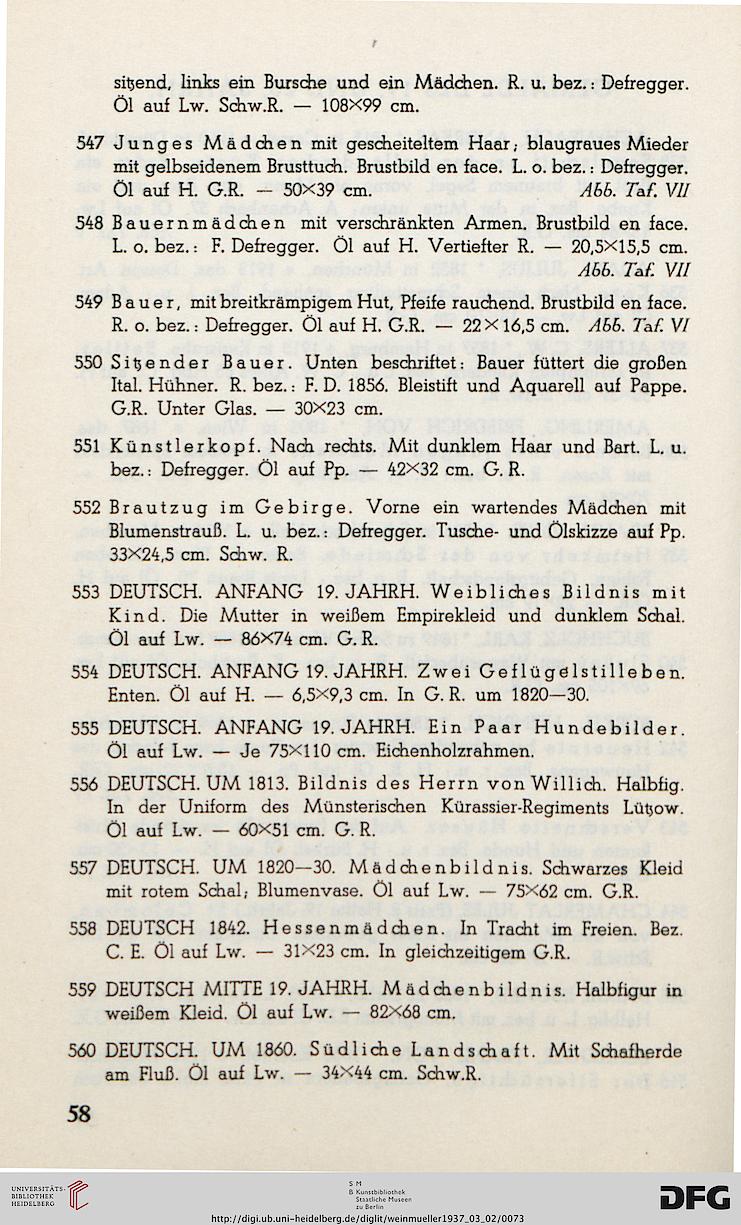 sitzend, links ein Bursche und ein Mädchen. R. u. bez.: Defregger.
Öl auf Lw. Schw.R. — 108×99 cm.
547 Junges Mädchen mit gescheiteltem Haar; blaugraues Mieder
mit gelbseidenem Brusttuch. Brustbild en face. L. o. bez.: Defregger.
Öl auf H. G.R. — 50×39 cm. Abb. Taf. VII
548 Bauernmädchen mit verschränkten Armen. Brustbild en face.
L. o. bez.: F. Defregger. Öl auf H. Vertiefter R. — 20,5×15,5 cm.
Abb. Taf. VII
549 Bauer, mit breitkrämpigem Hut, Pfeife rauchend. Brustbild en face.
R. o. bez.: Defregger. Öl auf H. G.R. — 22×16,5 cm. Abb. Taf. VI
550 Sitzender Bauer. Unten beschriftet: Bauer füttert die großen
Ital. Hühner. R. bez.: F. D. 1856. Bleistift und Aquarell auf Pappe.
G.R. Unter Glas. — 30×23 cm.
551 Künstlerkopf. Nach rechts. Mit dunklem Haar und Bart. L. u.
bez.: Defregger. Öl auf Pp. — 42×32 cm. G. R.
552 Brautzug im Gebirge. Vorne ein wartendes Mädchen mit
Blumenstrauß. L. u. bez.: Defregger. Tusche- und Ölskizze auf Pp.
33×24,5 cm. Schw. R.
553 DEUTSCH. ANFANG 19. JAHRH. Weibliches Bildnis mit
Kind. Die Mutter in weißem Empirekleid und dunklem Schal.
Öl auf Lw. — 86×74 cm. G. R.
554 DEUTSCH. ANFANG 19. JAHRH. Zwei Geflügelstilleben.
Enten. Öl auf H. — 6,5×9,3 cm. In G. R. um 1820—30.
555 DEUTSCH. ANFANG 19. JAHRH. Ein Paar Hundebilder.
Öl auf Lw. — Je 75×110 cm. Eichenholzrahmen.
556 DEUTSCH. UM 1813. Bildnis des Herrn von Willich. Halbfig.
In der Uniform des Münsterischen Kürassier-Regiments Lützow.
Öl auf Lw. — 60×51 cm. G. R.
557 DEUTSCH. UM 1820—30. Mädchenbildnis. Schwarzes Kleid
mit rotem Schal; Blumenvase. Öl auf Lw. — 75×62 cm. G.R.
558 DEUTSCH 1842. Hessenmädchen. In Tracht im Freien. Bez.
C. E. Öl auf Lw. — 31×23 cm. In gleichzeitigem G.R.
559 DEUTSCH MITTE 19. JAHRH. Mädchenbildnis. Halbfigur in
weißem Kleid. Öl auf Lw. — 82×68 cm.
560 DEUTSCH. UM 1860. Südliche Landschaft. Mit Schafherde
am Fluß. Öl auf Lw. — 34×44 cm. Schw.R.
58
UNIVERSITÄTS-
BIBLIOTHEK
HEIDELBERG
S M
B Kunstbibliothek
Staatliche Museen
zu Berlin
DFG
http://digi.ub.uni-heidelberg.de/diglit/weinmueller1937_03_02/0073